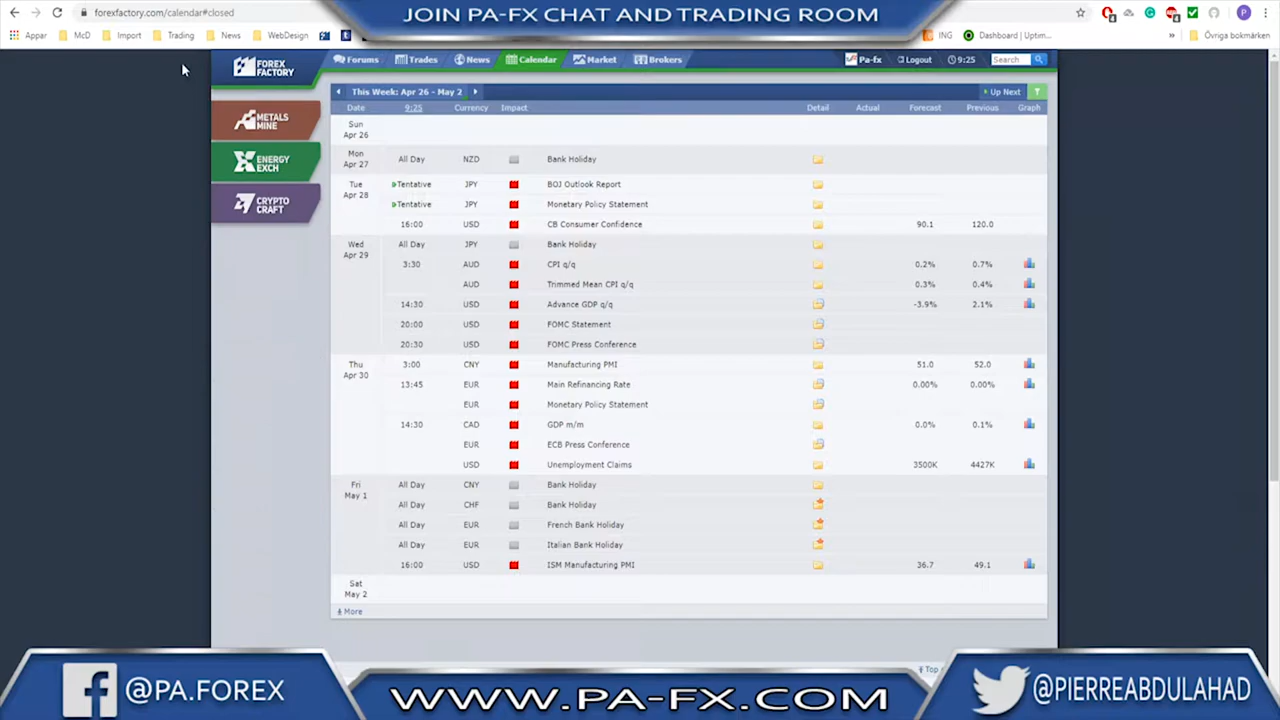 JOIN PA-FX CHAT AND TRADING ROOM
forexfactory.com/calendar#closed
Appar McD Import Trading News WebDesign ING Dashboard | Uptim... » Övriga bokmärken
FOREX FACTORY Forums Trades News Calendar Market Brokers Pa-fx Logout 9:25 Search
METALS MINE
ENERGY EXCH
CRYPTO CRAFT
This Week: Apr 26 - May 2 Up Next
Date 9:25 Currency Impact Detail Actual Forecast Previous Graph
Sun Apr 26
Mon Apr 27 All Day NZD Bank Holiday
Tue Apr 28 Tentative JPY BOJ Outlook Report
Tentative JPY Monetary Policy Statement
16:00 USD CB Consumer Confidence 90.1 120.0
Wed Apr 29 All Day JPY Bank Holiday
3:30 AUD CPI q/q 0.2% 0.7%
AUD Trimmed Mean CPI q/q 0.3% 0.4%
14:30 USD Advance GDP q/q -3.9% 2.1%
20:00 USD FOMC Statement
20:30 USD FOMC Press Conference
Thu Apr 30 3:00 CNY Manufacturing PMI 51.0 52.0
13:45 EUR Main Refinancing Rate 0.00% 0.00%
EUR Monetary Policy Statement
14:30 CAD GDP m/m 0.0% 0.1%
EUR ECB Press Conference
USD Unemployment Claims 3500K 4427K
Fri May 1 All Day CNY Bank Holiday
All Day CHF Bank Holiday
All Day EUR French Bank Holiday
All Day EUR Italian Bank Holiday
16:00 USD ISM Manufacturing PMI 36.7 49.1
Sat May 2
More
Top
@PA.FOREX
WWW.PA-FX.COM
@PIERREABDULAHAD